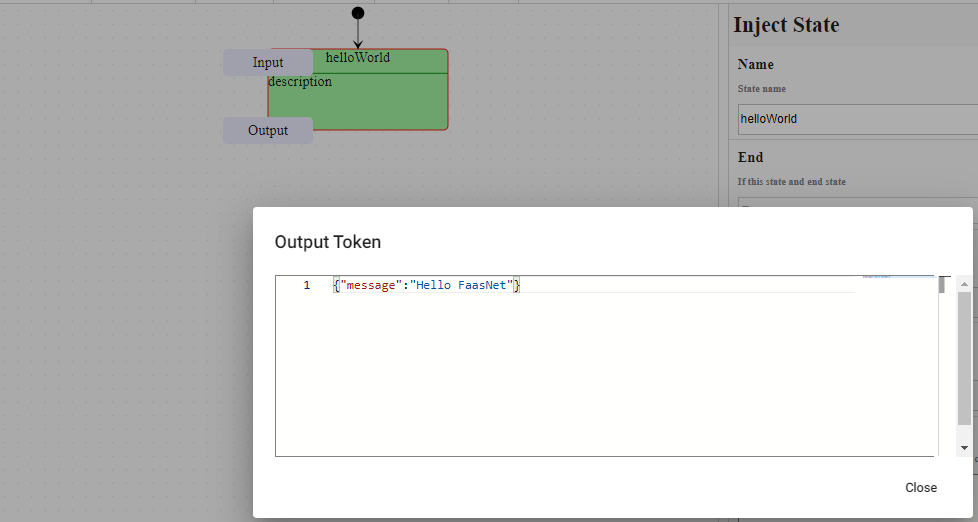 helloWorld
Input
description
Output
Inject State
Name
State name
helloWorld
End
If this state and end state
Output Token
1 {"message":"Hello FaasNet"}
Close